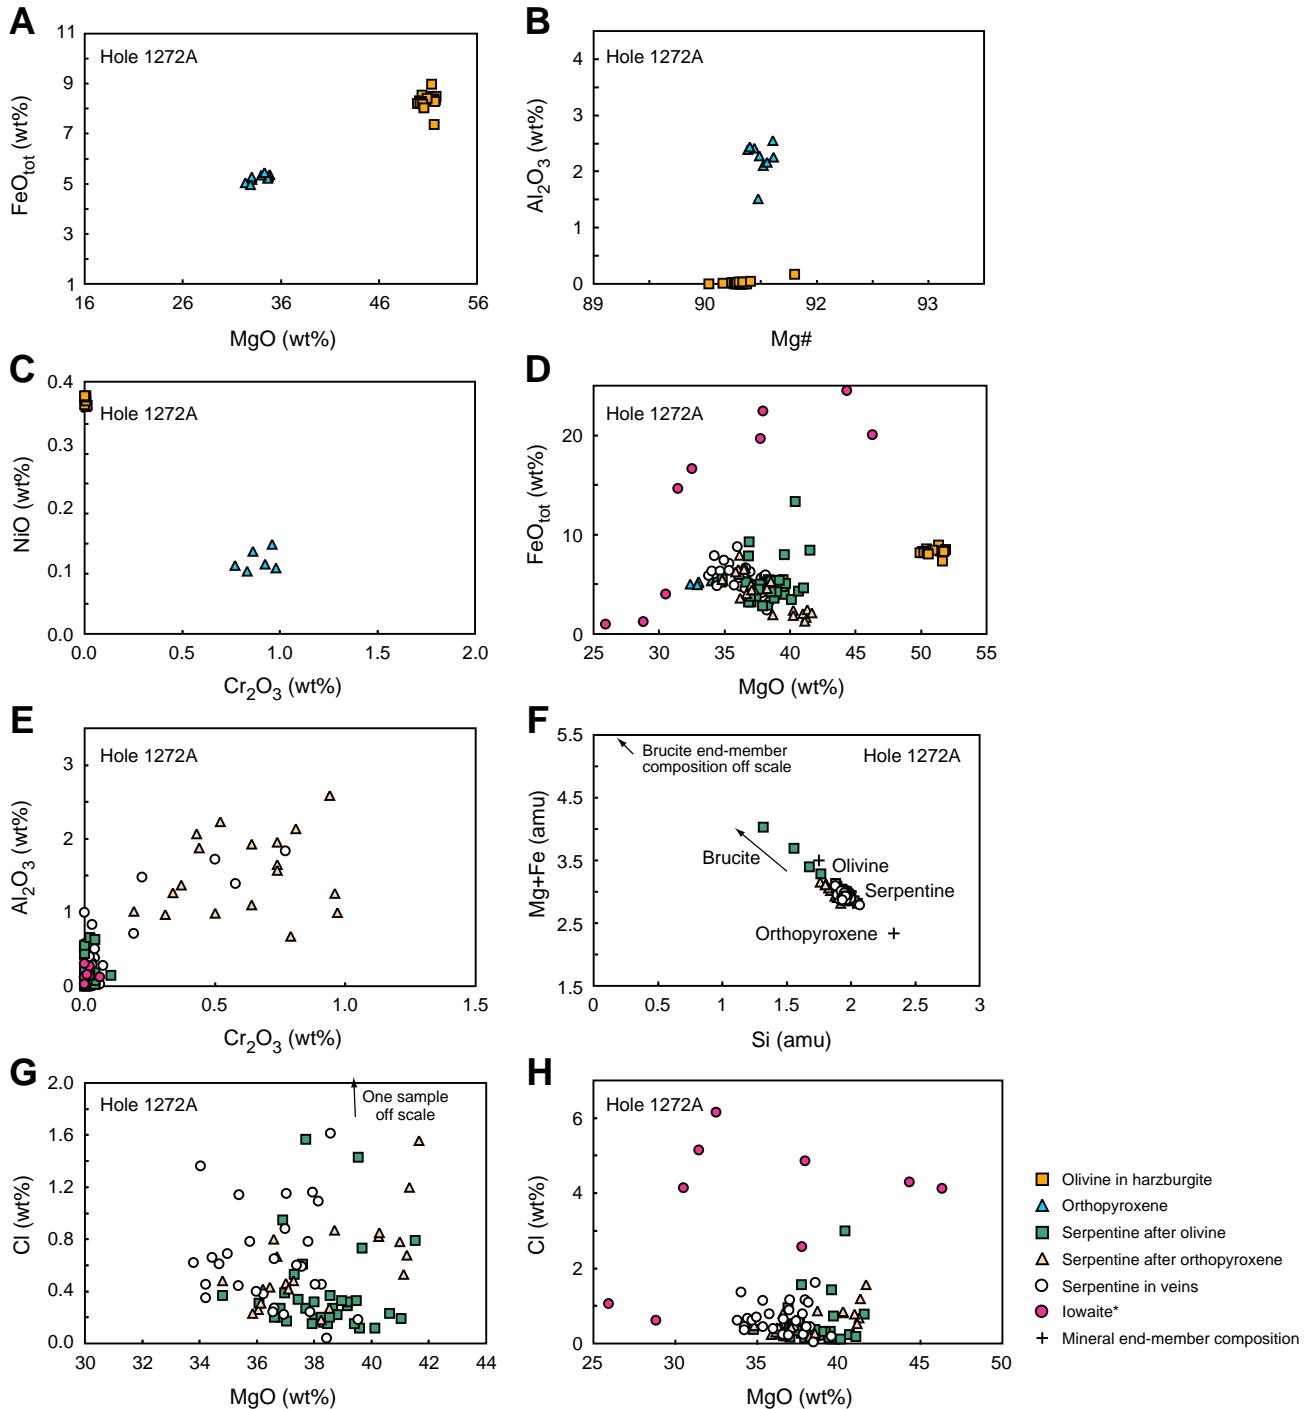 A
Hole 1272A
11
9
7
5
3
1
16
26
36
46
56
FeOtot (wt%)
MgO (wt%)
B
Hole 1272A
4
3
2
1
0
89
90
92
93
Al2O3 (wt%)
Mg#
C
Hole 1272A
0.4
0.3
0.2
0.1
0.0
0.0
0.5
1.0
1.5
2.0
NiO (wt%)
Cr2O3 (wt%)
D
Hole 1272A
20
10
0
25
30
35
40
45
50
55
FeOtot (wt%)
MgO (wt%)
E
Hole 1272A
3
2
1
0
0.0
0.5
1.0
1.5
Al2O3 (wt%)
Cr2O3 (wt%)
F
Brucite end-member
composition off scale
Hole 1272A
Brucite
Olivine
Serpentine
Orthopyroxene
5.5
4.5
3.5
2.5
1.5
0
0.5
1
1.5
2
2.5
3
Mg+Fe (amu)
Si (amu)
G
Hole 1272A
One sample
off scale
2.0
1.6
1.2
0.8
0.4
0.0
30
32
34
36
38
40
42
44
Cl (wt%)
MgO (wt%)
H
Hole 1272A
6
4
2
0
25
30
35
40
45
50
Cl (wt%)
MgO (wt%)
Olivine in harzburgite
Orthopyroxene
Serpentine after olivine
Serpentine after orthopyroxene
Serpentine in veins
Iowaite*
Mineral end-member composition